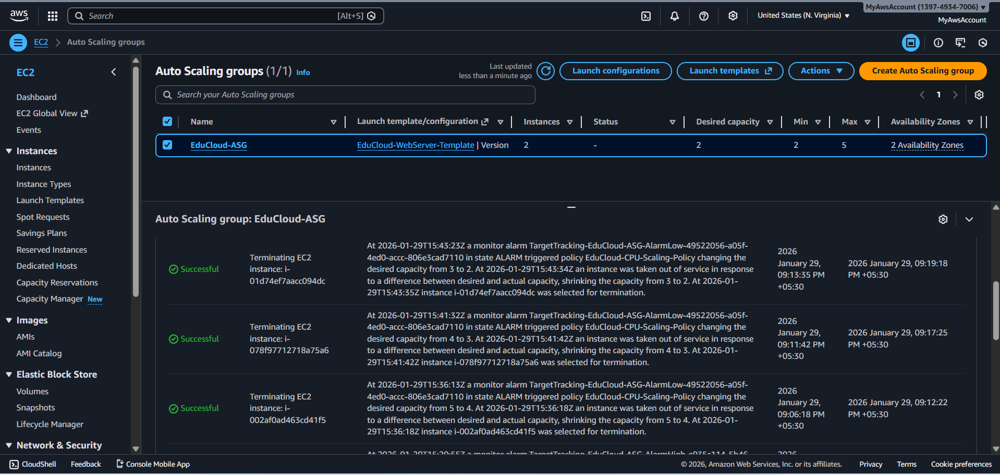 aws
Search [Alt+S]
United States (N. Virginia)
MyAwsAccount (1397-4934-7006)
MyAwsAccount
EC2
Auto Scaling groups
EC2
Dashboard
EC2 Global View
Events
Instances
Instances
Instance Types
Launch Templates
Spot Requests
Savings Plans
Reserved Instances
Dedicated Hosts
Capacity Reservations
Capacity Manager New
Images
AMIs
AMI Catalog
Elastic Block Store
Volumes
Snapshots
Lifecycle Manager
Network & Security
Auto Scaling groups (1/1) Info
Last updated
less than a minute ago
Launch configurations
Launch templates
Actions
Create Auto Scaling group
Search your Auto Scaling groups
1
Name Launch template/configuration Instances Status Desired capacity Min Max Availability Zones
EduCloud-ASG EduCloud-WebServer-Template | Version 2 - 2 2 5 2 Availability Zones
Auto Scaling group: EduCloud-ASG
Successful
Terminating EC2
instance: i-
01d74ef7aacc094dc
At 2026-01-29T15:43:23Z a monitor alarm TargetTracking-EduCloud-ASG-AlarmLow-49522056-a05f-
4ed0-accc-806e3cad7110 in state ALARM triggered policy EduCloud-CPU-Scaling-Policy changing the
desired capacity from 3 to 2. At 2026-01-29T15:43:34Z an instance was taken out of service in response
to a difference between desired and actual capacity, shrinking the capacity from 3 to 2. At 2026-01-
29T15:43:35Z instance i-01d74ef7aacc094dc was selected for termination.
2026
January 29,
09:13:35 PM
+05:30
2026 January 29, 09:19:18
PM +05:30
Successful
Terminating EC2
instance: i-
078f97712718a75a6
At 2026-01-29T15:41:32Z a monitor alarm TargetTracking-EduCloud-ASG-AlarmLow-49522056-a05f-
4ed0-accc-806e3cad7110 in state ALARM triggered policy EduCloud-CPU-Scaling-Policy changing the
desired capacity from 4 to 3. At 2026-01-29T15:41:42Z an instance was taken out of service in response
to a difference between desired and actual capacity, shrinking the capacity from 4 to 3. At 2026-01-
29T15:41:42Z instance i-078f97712718a75a6 was selected for termination.
2026
January 29,
09:11:42 PM
+05:30
2026 January 29, 09:17:25
PM +05:30
Successful
Terminating EC2
instance: i-
002af0ad463cd41f5
At 2026-01-29T15:36:13Z a monitor alarm TargetTracking-EduCloud-ASG-AlarmLow-49522056-a05f-
4ed0-accc-806e3cad7110 in state ALARM triggered policy EduCloud-CPU-Scaling-Policy changing the
desired capacity from 5 to 4. At 2026-01-29T15:36:18Z an instance was taken out of service in response
to a difference between desired and actual capacity, shrinking the capacity from 5 to 4. At 2026-01-
29T15:36:18Z instance i-002af0ad463cd41f5 was selected for termination.
2026
January 29,
09:06:18 PM
+05:30
2026 January 29, 09:12:22
PM +05:30
a monitor alarm TargetTracking-EduCloud-ASG-AlarmHigh-
2026
CloudShell
Feedback
Console Mobile App
© 2026, Amazon Web Services, Inc. or its affiliates.
Privacy
Terms
Cookie preferences